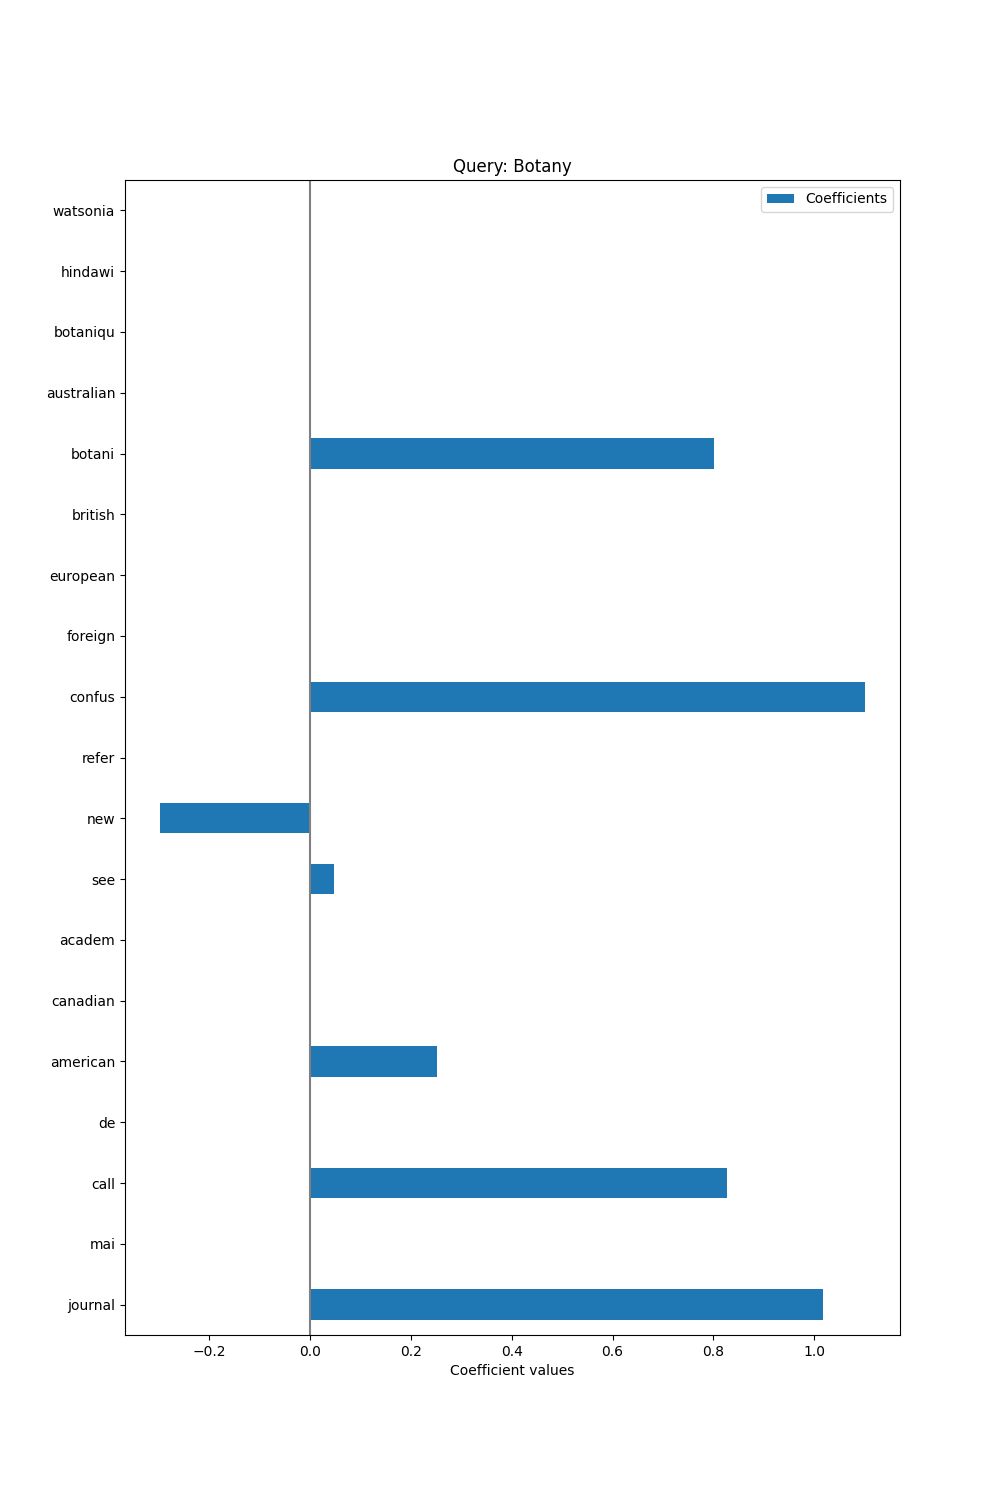 Query: Botany
Coefficients
watsonia
hindawi
botaniqu
australian
botani
british
european
foreign
confus
refer
new
see
academ
canadian
american
de
call
mai
journal
−0.2 0.0 0.2 0.4 0.6 0.8 1.0
Coefficient values